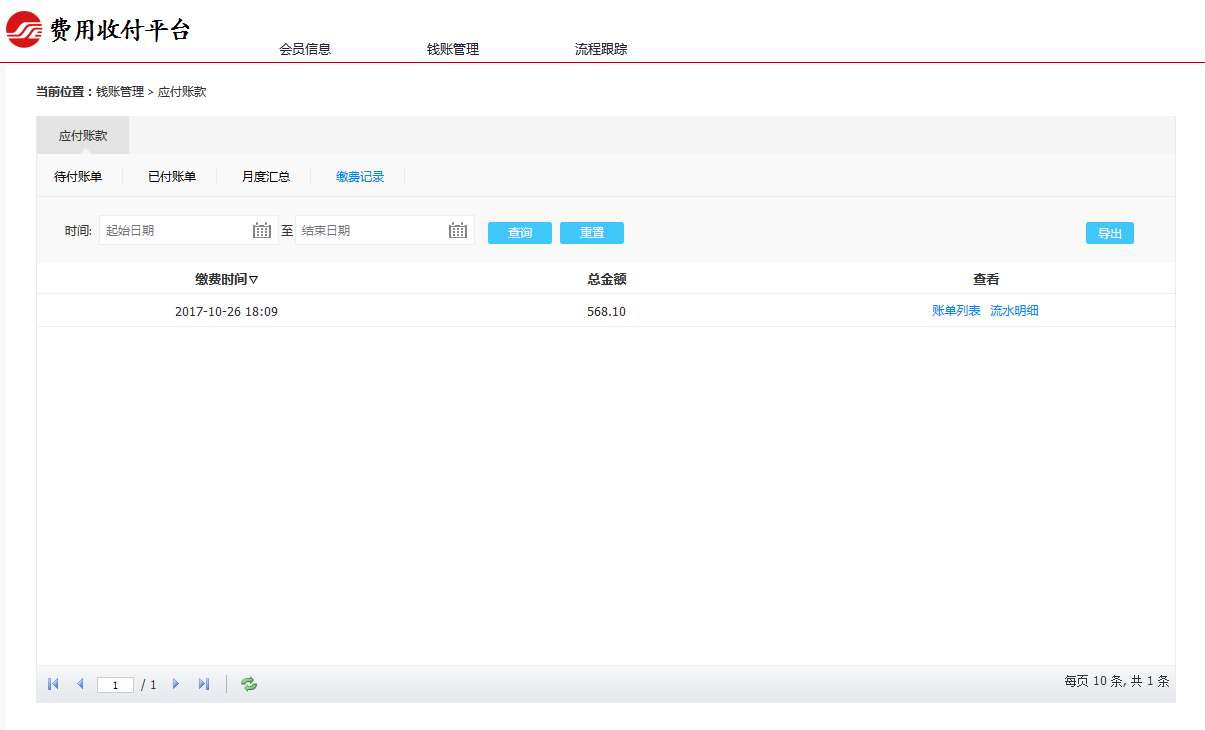 费用收付平台
会员信息 钱账管理 流程跟踪
当前位置：钱账管理 > 应付账款
应付账款
待付账单 已付账单 月度汇总 缴费记录
时间: 起始日期 至 结束日期 查询 重置 导出
缴费时间▽ 总金额 查看
2017-10-26 18:09 568.10 账单列表 流水明细
1 / 1 每页 10 条, 共 1 条